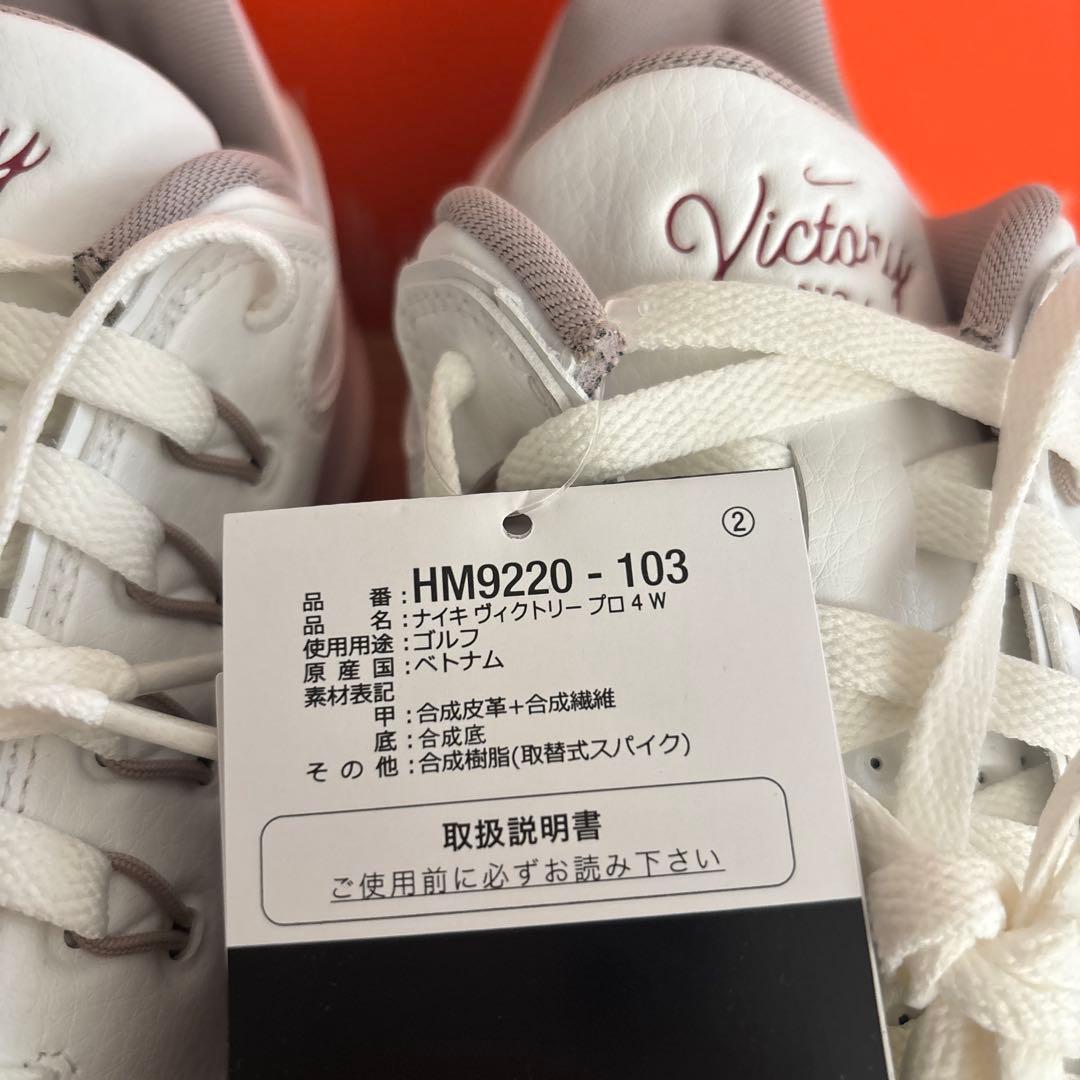 Victory
②
品番:HM9220 - 103
品名:ナイキ ヴィクトリー プロ 4 W
使用用途:ゴルフ
原産国:ベトナム
素材表記
甲:合成皮革+合成繊維
底:合成底
その他:合成樹脂(取替式スパイク)
取扱説明書
ご使用前に必ずお読み下さい